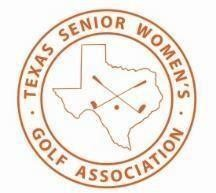 TEXAS SENIOR WOMEN'S
GOLF ASSOCIATION